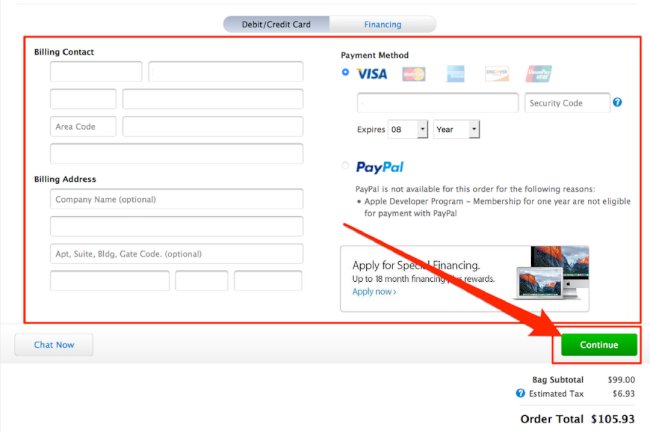 Debit/Credit Card
Financing
Billing Contact
Area Code
Billing Address
Company Name (optional)
Apt, Suite, Bldg, Gate Code. (optional)
Payment Method
VISA
MasterCard
DISCOVER
UnionPay
Security Code
?
Expires 08 Year
PayPal
PayPal is not available for this order for the following reasons:
• Apple Developer Program – Membership for one year are not eligible
for payment with PayPal
Apply for Special Financing.
Up to 18 month financing plus rewards.
Apply now ›
Chat Now
Continue
Bag Subtotal $99.00
? Estimated Tax $6.93
Order Total $105.93